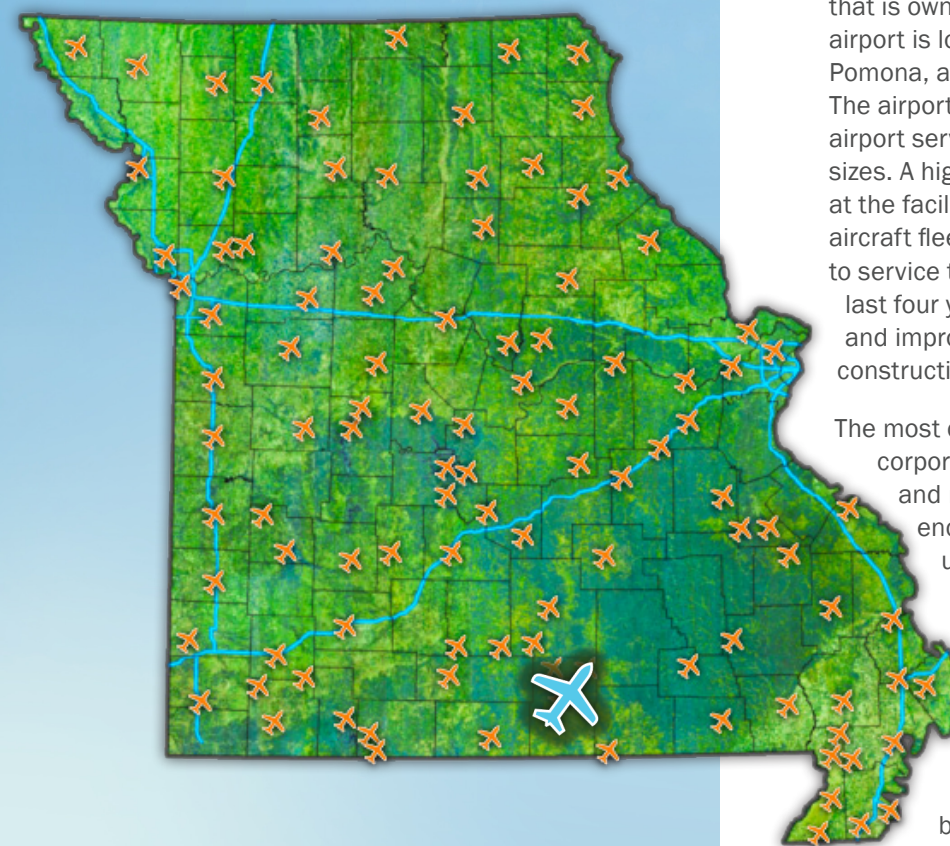 that is own
airport is lo
Pomona, a
The airport
airport serv
sizes. A hig
at the facil
aircraft flee
to service t
last four y
and impro
constructi
The most c
corpor
and
enc
u
b